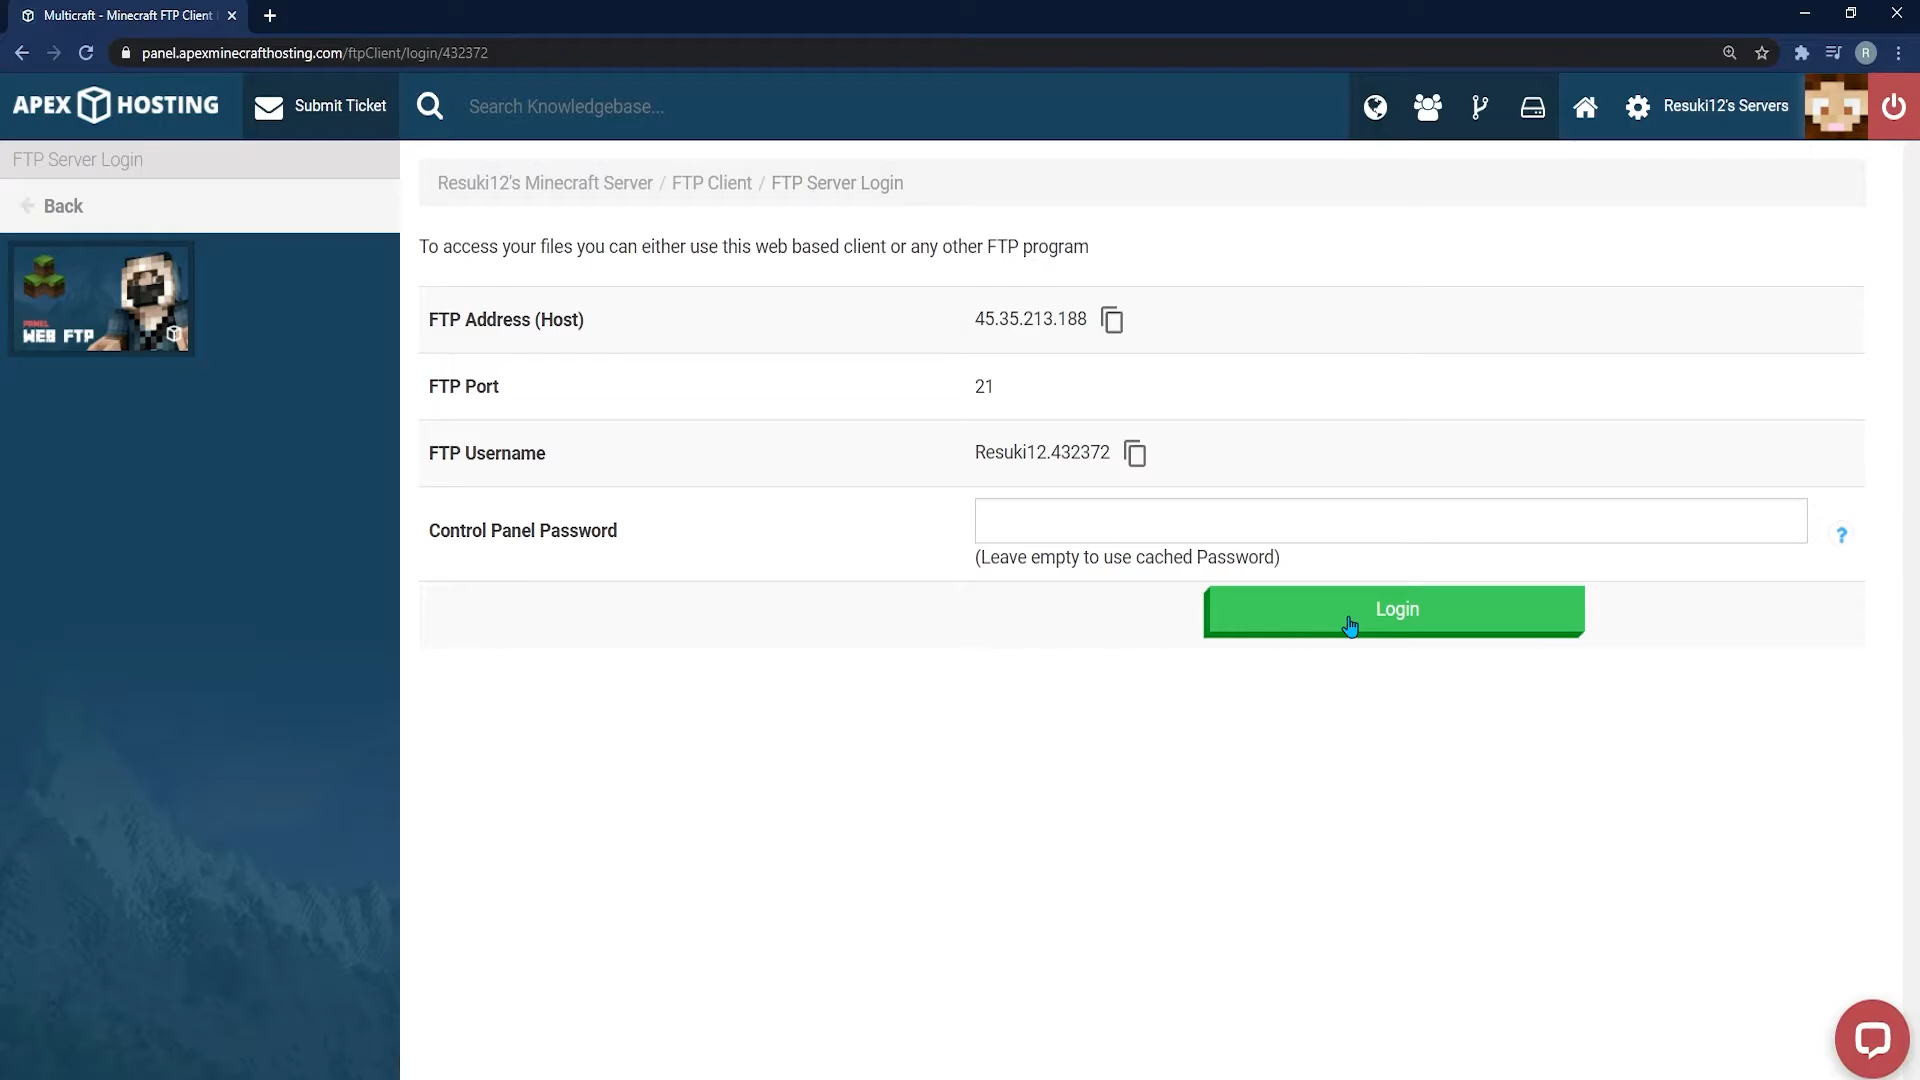 Multicraft - Minecraft FTP Client
panel.apexminecrafthosting.com/ftpClient/login/432372
R
APEX HOSTING
Submit Ticket
Search Knowledgebase...
Resuki12's Servers
FTP Server Login
Back
PANEL
WEB FTP
Resuki12's Minecraft Server / FTP Client / FTP Server Login
To access your files you can either use this web based client or any other FTP program
FTP Address (Host) 45.35.213.188
FTP Port 21
FTP Username Resuki12.432372
Control Panel Password
?
(Leave empty to use cached Password)
Login